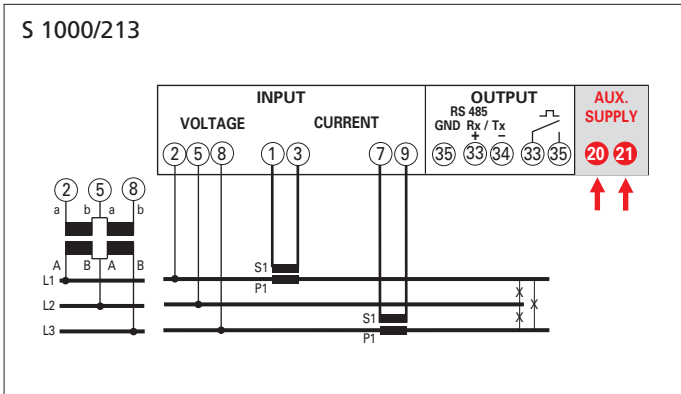 S 1000/213
INPUT
OUTPUT
AUX.
SUPPLY
VOLTAGE
CURRENT
RS 485
GND Rx / Tx
+ −
2 5 8 1 3 7 9 35 33 34 33 35 20 21
2 5 8
a b a b
A B A B
S1
P1
L1
L2
L3
S1
P1
X
X
X